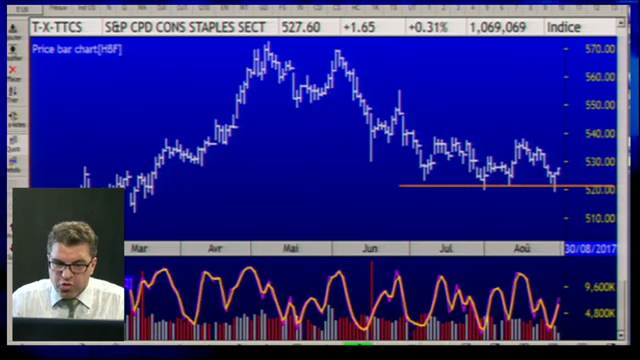 T-X-TTCS S&P CPD CONS STAPLES SECT 527.60 +1.65 +0.31% 1,069,069 Indice
Price bar chart[HBF]
570.00
560.00
550.00
540.00
530.00
520.00
510.00
Mar Avr Mai Jun Jul Aoû 30/08/2017
9,600K
4,800K